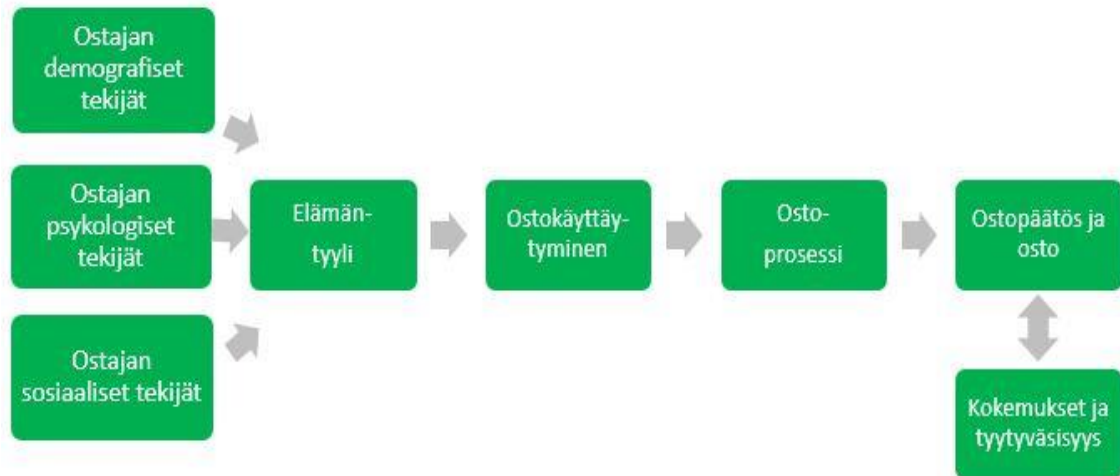 Ostajan
demografiset
tekijät
Ostajan
psykologiset
tekijät
Ostajan
sosiaaliset tekijät
Elämän-
tyyli
Ostokäyttäy-
tyminen
Osto-
prosessi
Ostopäätös ja
osto
Kokemukset ja
tyytyväsisyys